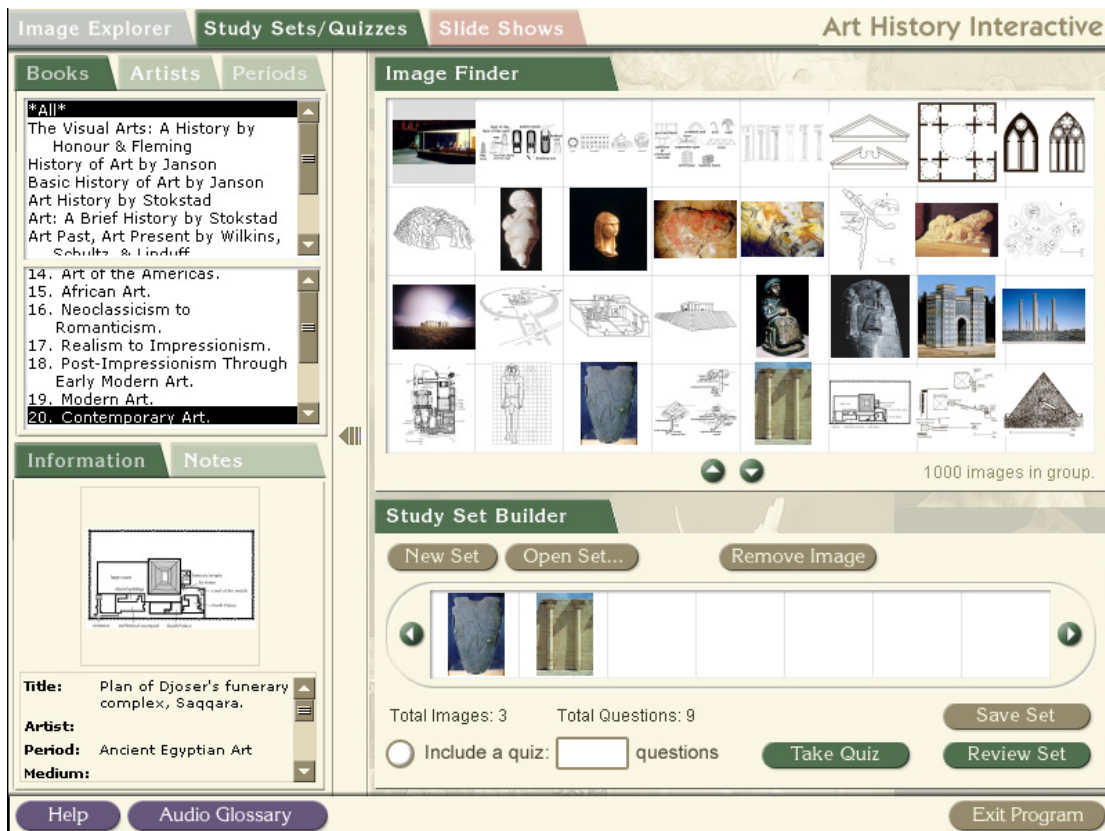 Image Explorer
Study Sets/Quizzes
Slide Shows
Art History Interactive
Books
Artists
Periods
*All*
The Visual Arts: A History by
Honour & Fleming
History of Art by Janson
Basic History of Art by Janson
Art History by Stokstad
Art: A Brief History by Stokstad
Art Past, Art Present by Wilkins,
Schultz, & Linduff
14. Art of the Americas.
15. African Art.
16. Neoclassicism to
Romanticism.
17. Realism to Impressionism.
18. Post-Impressionism Through
Early Modern Art.
19. Modern Art.
20. Contemporary Art.
Information
Notes
Title: Plan of Djoser's funerary
complex, Saqqara.
Artist:
Period: Ancient Egyptian Art
Medium:
Image Finder
1000 images in group.
Study Set Builder
New Set
Open Set...
Remove Image
Total Images: 3
Total Questions: 9
Save Set
Include a quiz:
questions
Take Quiz
Review Set
Help
Audio Glossary
Exit Program